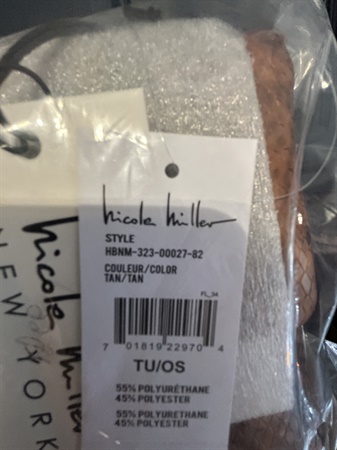 nicole miller
STYLE
HBNM-323-00027-82
COULEUR/COLOR
TAN/TAN
FL_34
7 01819 22970 4
TU/OS
55% POLYURÉTHANE
45% POLYESTER
55% POLYURETHANE
45% POLYESTER
nicole miller
NEW YORK